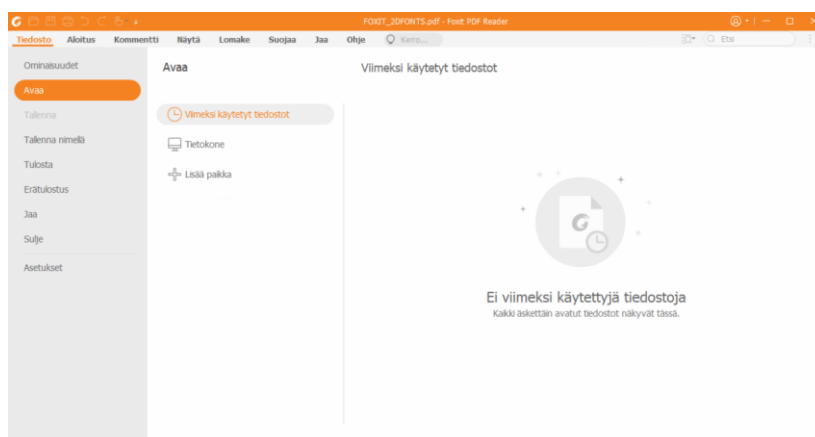 FOXIT_2DFONTS.pdf - Foxit PDF Reader
Tiedosto Aloitus Kommentti Näytä Lomake Suojaa Jaa Ohje Kero... Etsi
Ominaisuudet
Avaa
Tallenna
Tallenna nimellä
Tulosta
Erätulostus
Jaa
Sulje
Asetukset
Avaa
Viimeksi käytetyt tiedostot
Tietokone
Lisää paikka
Viimeksi käytetyt tiedostot
Ei viimeksi käytettyjä tiedostoja
Kaikki äskettäin avatut tiedostot näkyvät tässä.